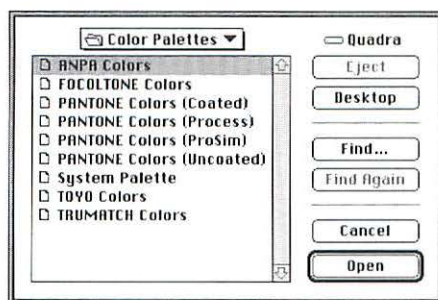 Color Palettes
Quadra
ANPA Colors
FOCOLTONE Colors
PANTONE Colors (Coated)
PANTONE Colors (Process)
PANTONE Colors (ProSim)
PANTONE Colors (Uncoated)
System Palette
TOYO Colors
TRUMATCH Colors
Eject
Desktop
Find...
Find Again
Cancel
Open